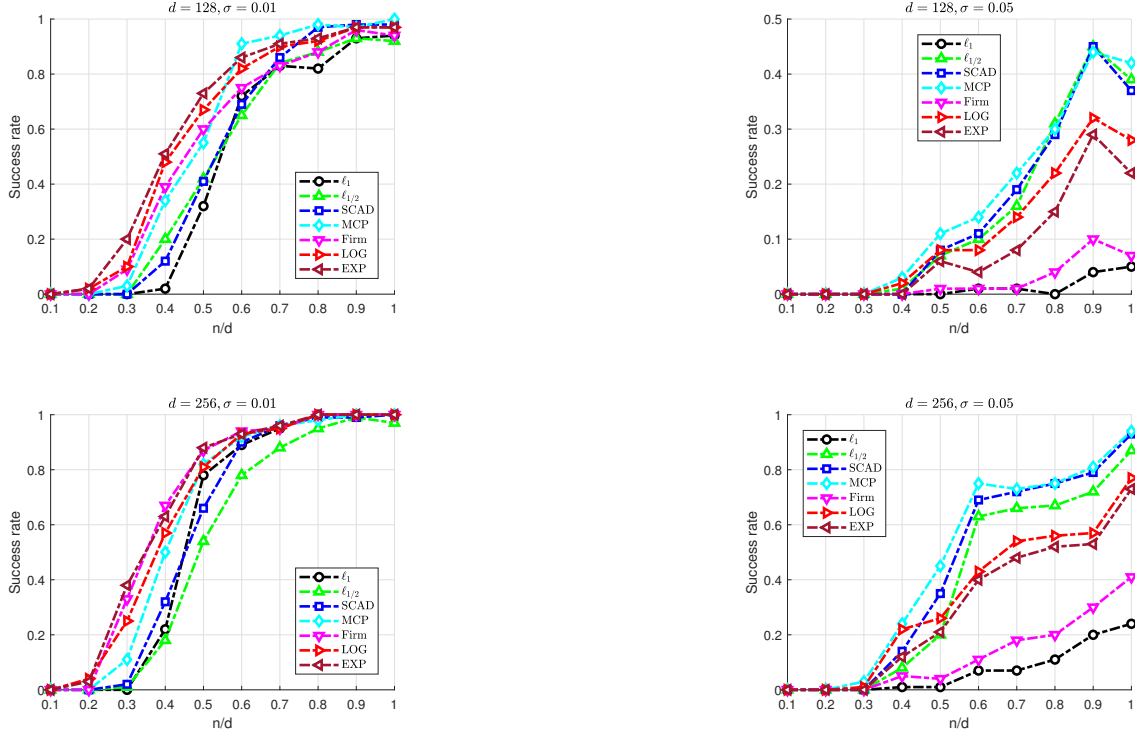 d = 128, σ = 0.01
Success rate
1
0.8
0.6
0.4
0.2
0
0.1 0.2 0.3 0.4 0.5 0.6 0.7 0.8 0.9 1
n/d
ℓ₁
ℓ₁/₂
SCAD
MCP
Firm
LOG
EXP
d = 128, σ = 0.05
Success rate
0.5
0.4
0.3
0.2
0.1
0
0.1 0.2 0.3 0.4 0.5 0.6 0.7 0.8 0.9 1
n/d
ℓ₁
ℓ₁/₂
SCAD
MCP
Firm
LOG
EXP
d = 256, σ = 0.01
Success rate
1
0.8
0.6
0.4
0.2
0
0.1 0.2 0.3 0.4 0.5 0.6 0.7 0.8 0.9 1
n/d
ℓ₁
ℓ₁/₂
SCAD
MCP
Firm
LOG
EXP
d = 256, σ = 0.05
Success rate
1
0.8
0.6
0.4
0.2
0
0.1 0.2 0.3 0.4 0.5 0.6 0.7 0.8 0.9 1
n/d
ℓ₁
ℓ₁/₂
SCAD
MCP
Firm
LOG
EXP